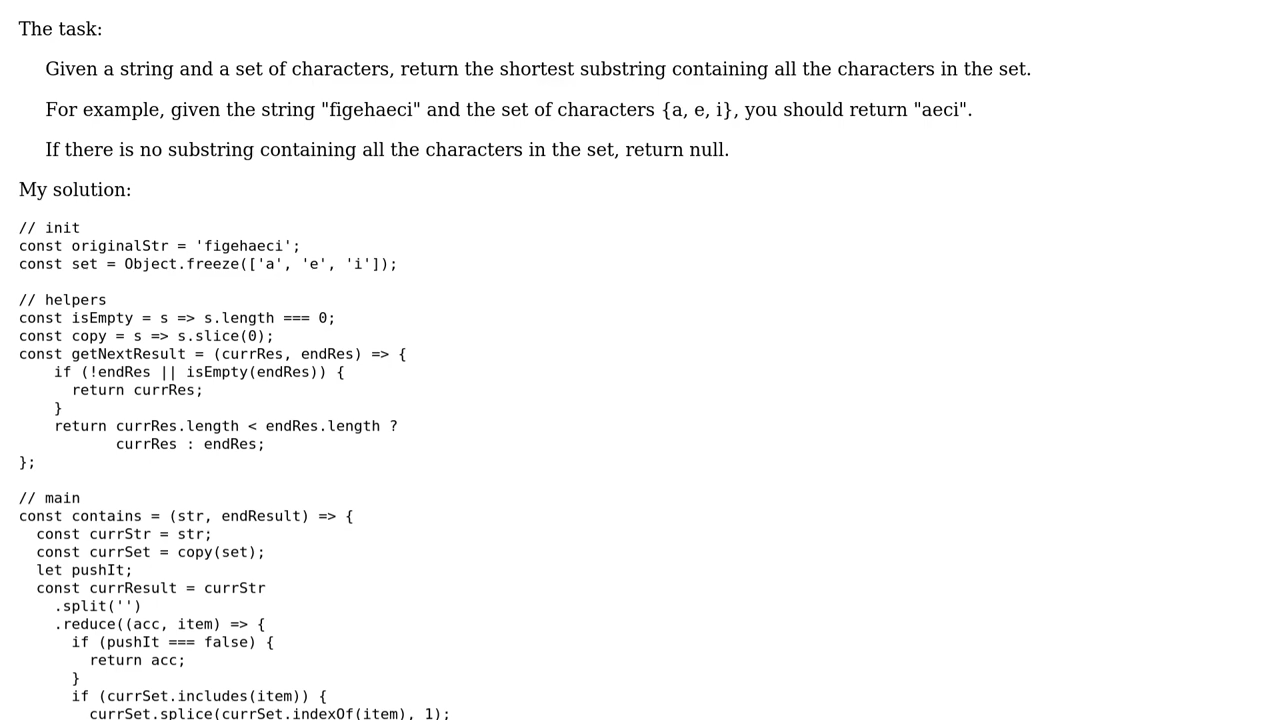 The task:
Given a string and a set of characters, return the shortest substring containing all the characters in the set.
For example, given the string "figehaeci" and the set of characters {a, e, i}, you should return "aeci".
If there is no substring containing all the characters in the set, return null.
My solution:
// init
const originalStr = 'figehaeci';
const set = Object.freeze(['a', 'e', 'i']);

// helpers
const isEmpty = s => s.length === 0;
const copy = s => s.slice(0);
const getNextResult = (currRes, endRes) => {
    if (!endRes || isEmpty(endRes)) {
      return currRes;
    }
    return currRes.length < endRes.length ?
           currRes : endRes;
};

// main
const contains = (str, endResult) => {
  const currStr = str;
  const currSet = copy(set);
  let pushIt;
  const currResult = currStr
    .split('')
    .reduce((acc, item) => {
      if (pushIt === false) {
        return acc;
      }
      if (currSet.includes(item)) {
        currSet.splice(currSet.indexOf(item), 1);